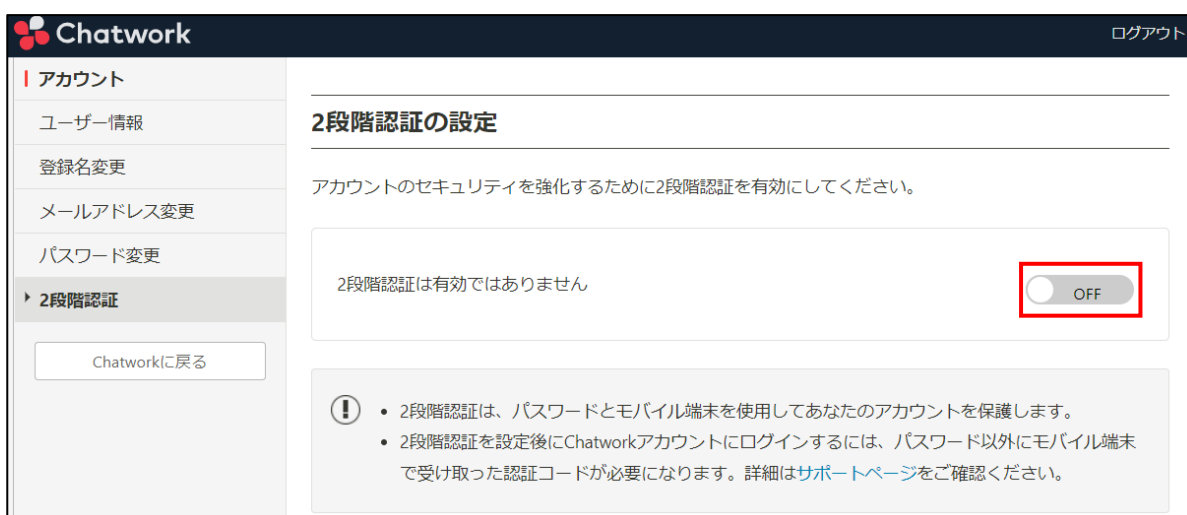 Chatwork
ログアウト
アカウント
ユーザー情報
登録名変更
メールアドレス変更
パスワード変更
2段階認証
Chatworkに戻る
2段階認証の設定
アカウントのセキュリティを強化するために2段階認証を有効にしてください。
2段階認証は有効ではありません
OFF
• 2段階認証は、パスワードとモバイル端末を使用してあなたのアカウントを保護します。
• 2段階認証を設定後にChatworkアカウントにログインするには、パスワード以外にモバイル端末
で受け取った認証コードが必要になります。詳細はサポートページをご確認ください。